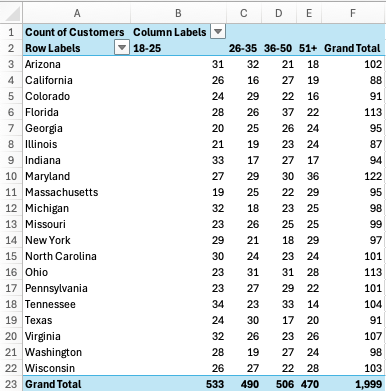 A B C D E F
1 Count of Customers Column Labels
2 Row Labels 18-25 26-35 36-50 51+ Grand Total
3 Arizona 31 32 21 18 102
4 California 26 16 27 19 88
5 Colorado 24 29 22 16 91
6 Florida 28 26 37 22 113
7 Georgia 20 25 26 24 95
8 Illinois 21 19 23 24 87
9 Indiana 33 17 27 17 94
10 Maryland 27 29 30 36 122
11 Massachusetts 19 25 22 29 95
12 Michigan 32 18 23 25 98
13 Missouri 23 26 25 25 99
14 New York 29 21 18 29 97
15 North Carolina 30 24 23 24 101
16 Ohio 23 31 31 28 113
17 Pennsylvania 23 27 29 22 101
18 Tennessee 34 23 33 14 104
19 Texas 24 30 17 20 91
20 Virginia 32 26 23 26 107
21 Washington 28 19 27 24 98
22 Wisconsin 26 27 22 28 103
23 Grand Total 533 490 506 470 1,999